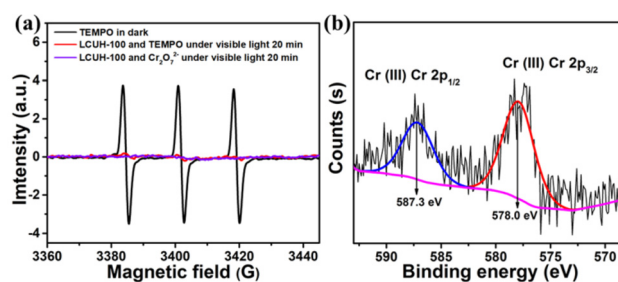 (a)
TEMPO in dark
LCUH-100 and TEMPO under visible light 20 min
LCUH-100 and Cr₂O₇²⁻ under visible light 20 min
Imtensity (a.u.)
6
4
2
0
-2
-4
3360
3380
3400
3420
3440
Magnetic field (G)
(b)
Cr (III) Cr 2p₁/₂
Cr (III) Cr 2p₃/₂
587.3 eV
578.0 eV
Counts (s)
590
585
580
575
570
Binding energy (eV)